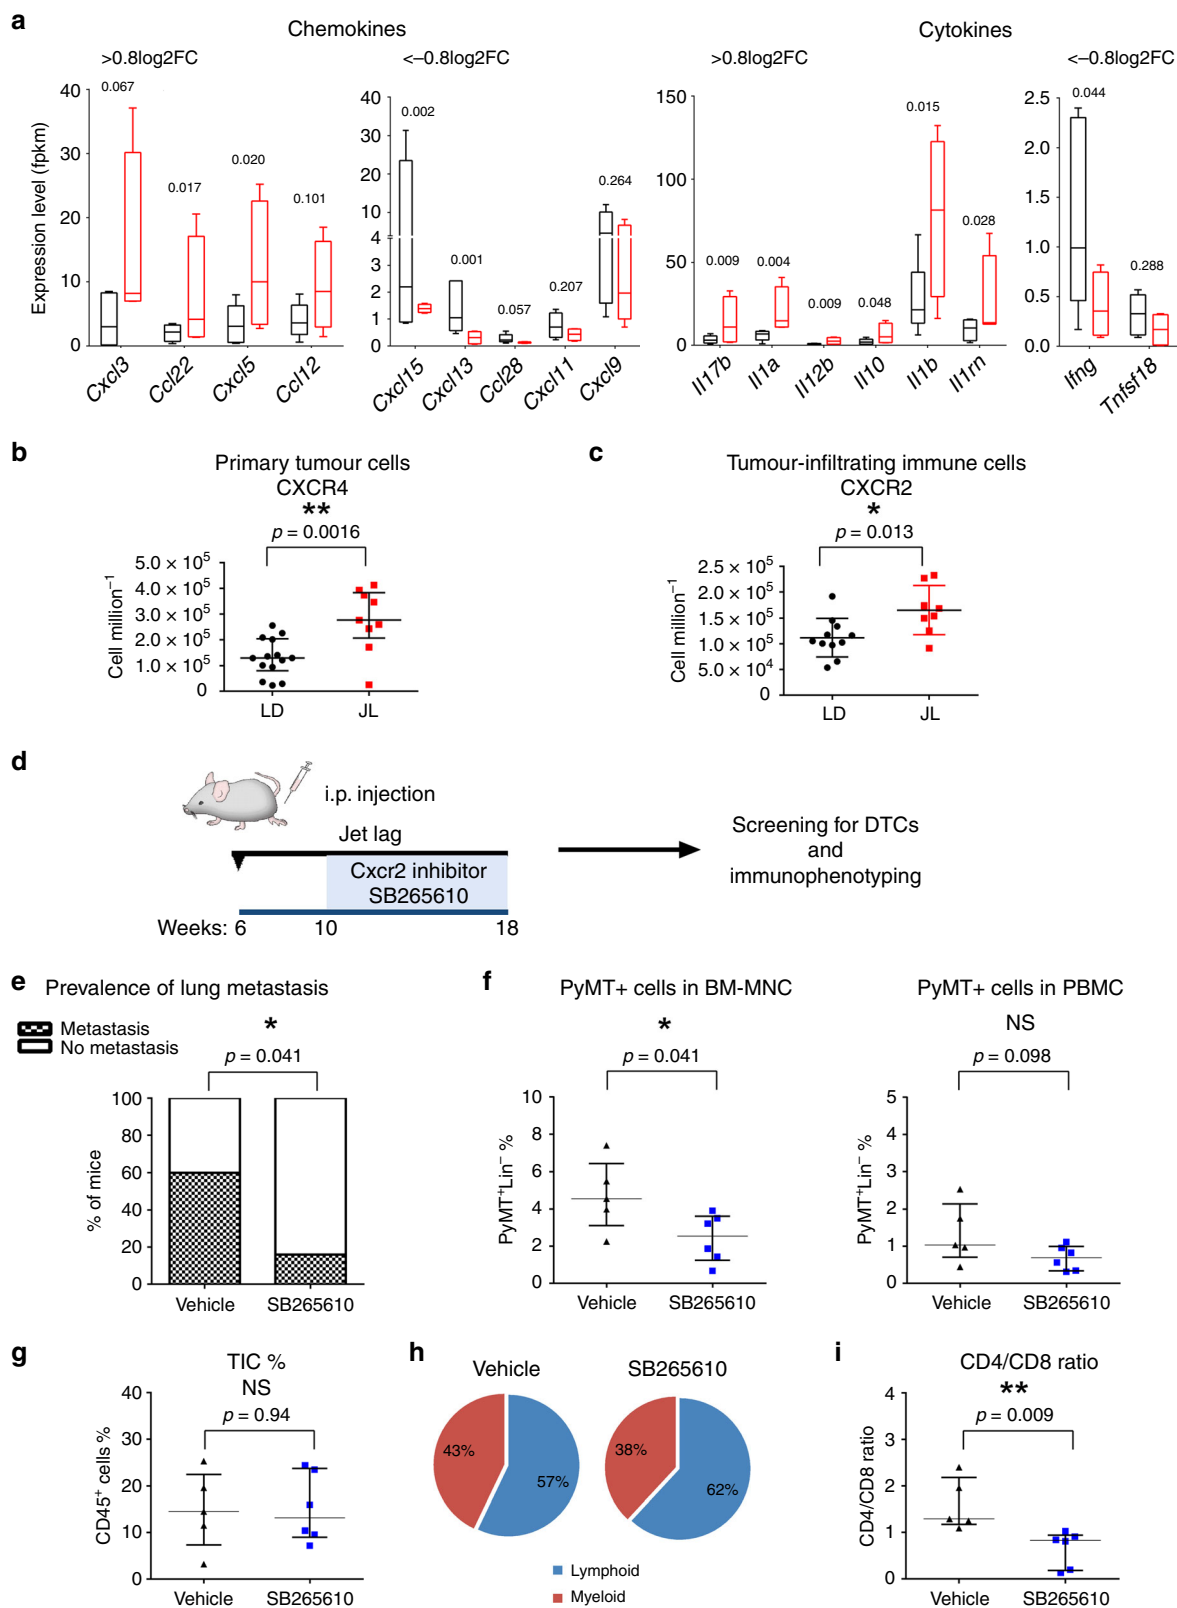 a
Chemokines
Cytokines
>0.8log2FC
<–0.8log2FC
>0.8log2FC
<–0.8log2FC
Expression level (fpkm)
40
30
20
10
0
0.067
0.017
0.020
0.101
Cxcl3
Ccl22
Cxcl5
Ccl12
40
30
20
10
4
3
2
1
0
0.002
0.001
0.057
0.207
0.264
Cxcl15
Cxcl13
Ccl28
Cxcl11
Cxcl9
150
100
50
0
0.009
0.004
0.009
0.048
0.015
0.028
Il17b
Il1a
Il12b
Il10
Il1b
Il1rn
2.5
2.0
1.5
1.0
0.5
0.0
0.044
0.288
Ifng
Tnfsf18
b
Primary tumour cells
CXCR4
**
p = 0.0016
Cell million⁻¹
5.0 × 10⁵
4.0 × 10⁵
3.0 × 10⁵
2.0 × 10⁵
1.0 × 10⁵
0
LD
JL
c
Tumour-infiltrating immune cells
CXCR2
*
p = 0.013
Cell million⁻¹
2.5 × 10⁵
2.0 × 10⁵
1.5 × 10⁵
1.0 × 10⁵
5.0 × 10⁴
0
LD
JL
d
i.p. injection
Jet lag
Cxcr2 inhibitor
SB265610
Weeks: 6
10
18
Screening for DTCs
and
immunophenotyping
e
Prevalence of lung metastasis
Metastasis
No metastasis
*
p = 0.041
% of mice
100
80
60
40
20
0
Vehicle
SB265610
f
PyMT+ cells in BM-MNC
*
p = 0.041
PyMT⁺Lin⁻ %
10
8
6
4
2
0
Vehicle
SB265610
PyMT+ cells in PBMC
NS
p = 0.098
PyMT⁺Lin⁻ %
5
4
3
2
1
0
Vehicle
SB265610
g
TIC %
NS
p = 0.94
CD45⁺ cells %
40
30
20
10
0
Vehicle
SB265610
h
Vehicle
SB265610
43%
57%
38%
62%
Lymphoid
Myeloid
i
CD4/CD8 ratio
**
p = 0.009
CD4/CD8 ratio
4
3
2
1
0
Vehicle
SB265610